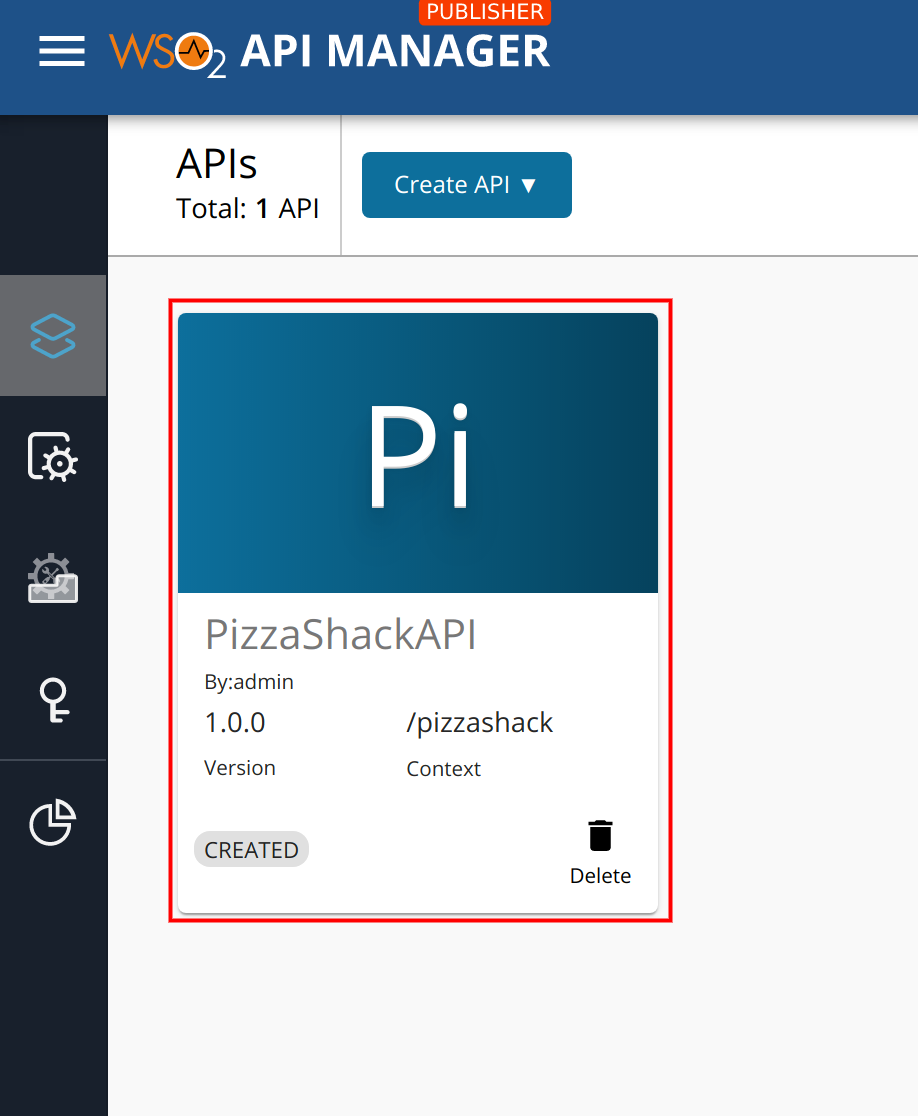 PUBLISHER
WSO2 API MANAGER
APIs
Total: 1 API
Create API ▼
Pi
PizzaShackAPI
By:admin
1.0.0 /pizzashack
Version Context
CREATED
Delete